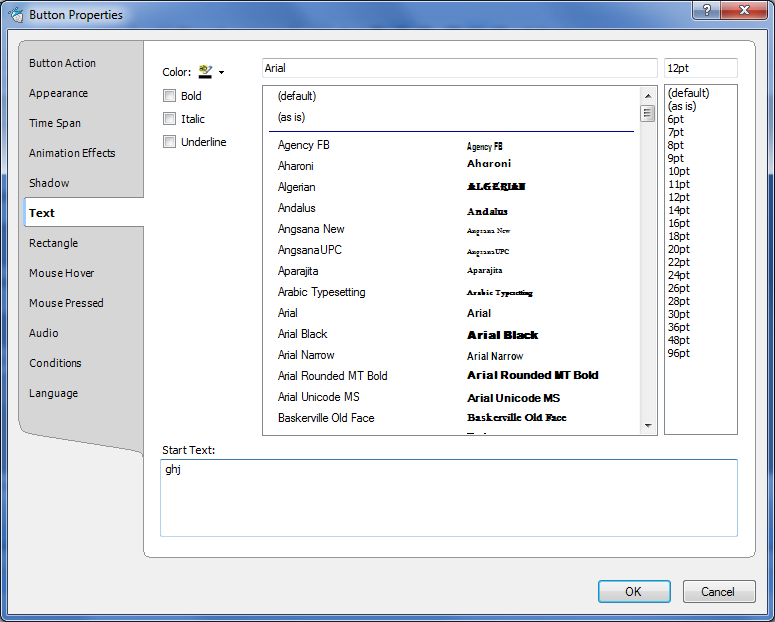 Button Properties
Button Action
Appearance
Time Span
Animation Effects
Shadow
Text
Rectangle
Mouse Hover
Mouse Pressed
Audio
Conditions
Language
Color:
Bold
Italic
Underline
Arial
12pt
(default)
(as is)
Agency FB Agency FB
Aharoni Aharoni
Algerian ALGERIAN
Andalus Andalus
Angsana New Angsana New
AngsanaUPC AngsanaUPC
Aparajita Aparajita
Arabic Typesetting Arabic Typesetting
Arial Arial
Arial Black Arial Black
Arial Narrow Arial Narrow
Arial Rounded MT Bold Arial Rounded MT Bold
Arial Unicode MS Arial Unicode MS
Baskerville Old Face Baskerville Old Face
(default)
(as is)
6pt
7pt
8pt
9pt
10pt
11pt
12pt
14pt
16pt
18pt
20pt
22pt
24pt
26pt
28pt
30pt
36pt
48pt
96pt
Start Text:
ghj
OK
Cancel